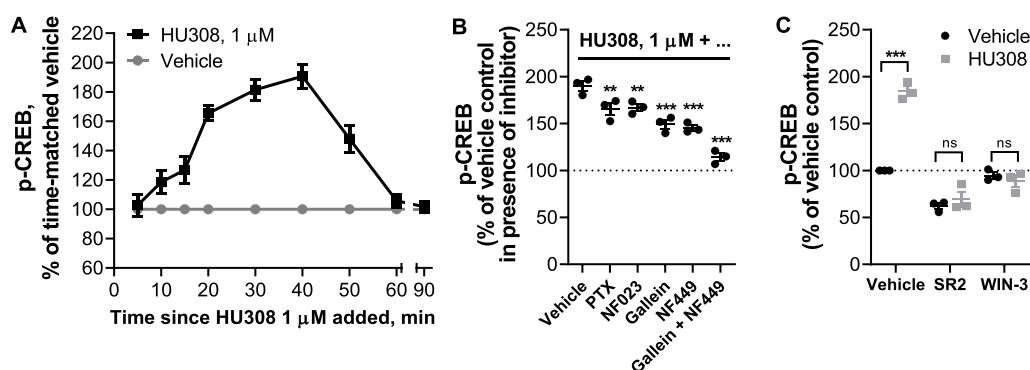 A
p-CREB,
% of time-matched vehicle
220
200
180
160
140
120
100
80
60
HU308, 1 μM
Vehicle
0 10 20 30 40 50 60 90
Time since HU308 1 μM added, min
B
p-CREB
(% of vehicle control
in presence of inhibitor)
250
200
150
100
50
0
HU308, 1 μM + ...
** ** *** *** ***
Vehicle
PTX
NF023
Gallein
NF449
Gallein + NF449
C
p-CREB
(% of vehicle control)
250
200
150
100
50
0
Vehicle
HU308
***
ns ns
Vehicle SR2 WIN-3